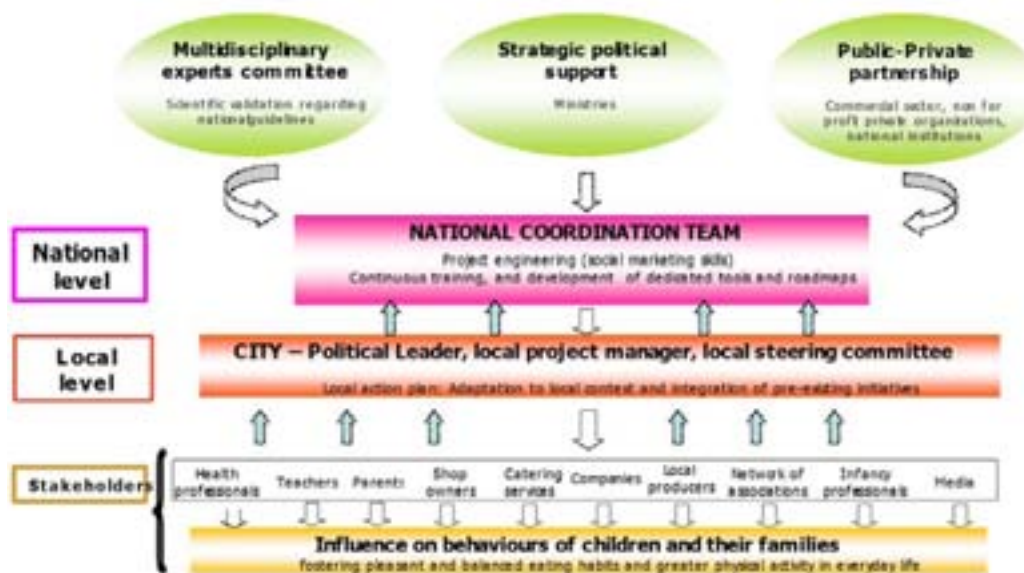 Multidisciplinary
experts committee
Scientific validation regarding
nationalguidelines
Strategic political
support
Ministries
Public-Private
partnership
Commercial sector, non for
profit private organizations,
national institutions
National
level
NATIONAL COORDINATION TEAM
Project engineering (social marketing skills)
Continuous training, and development of dedicated tools and roadmaps
Local
level
CITY – Political Leader, local project manager, local steering committee
Local action plan: Adaptation to local context and integration of pre-existing initiatives
Stakeholders
Health
professionals
Teachers
Parents
Shop
owners
Catering
services
Companies
Local
producers
Network of
associations
Infancy
professionals
Media
Influence on behaviours of children and their families
fostering pleasant and balanced eating habits and greater physical activity in everyday life